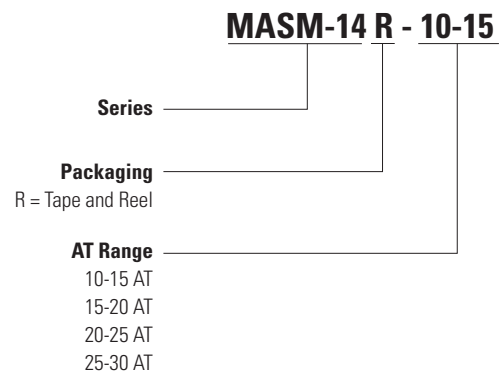 MASM-14 R - 10-15
Series
Packaging
R = Tape and Reel
AT Range
10-15 AT
15-20 AT
20-25 AT
25-30 AT